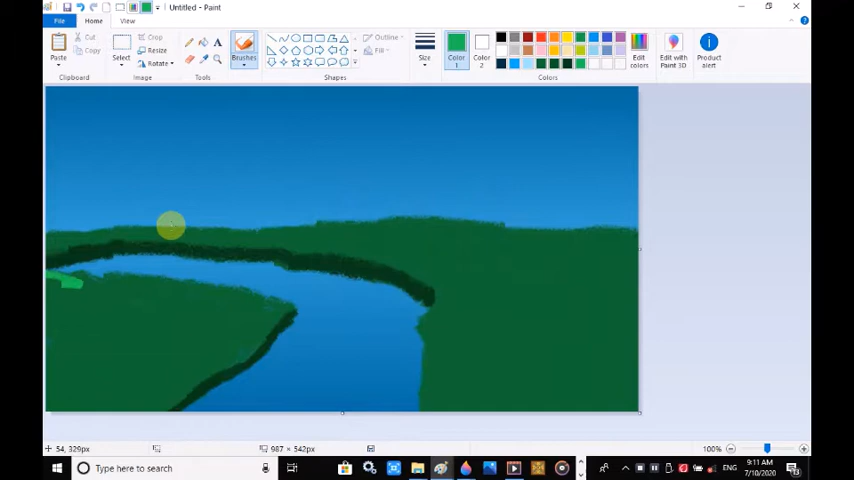 Untitled - Paint
File
Home
View
Paste
Cut
Copy
Clipboard
Select
Crop
Resize
Rotate
Image
Tools
Brushes
Outline
Fill
Shapes
Size
Color
1
Color
2
Edit
colors
Colors
Edit with
Paint 3D
Product
alert
54, 329px
987 × 542px
100%
Type here to search
ENG
9:11 AM
7/10/2020